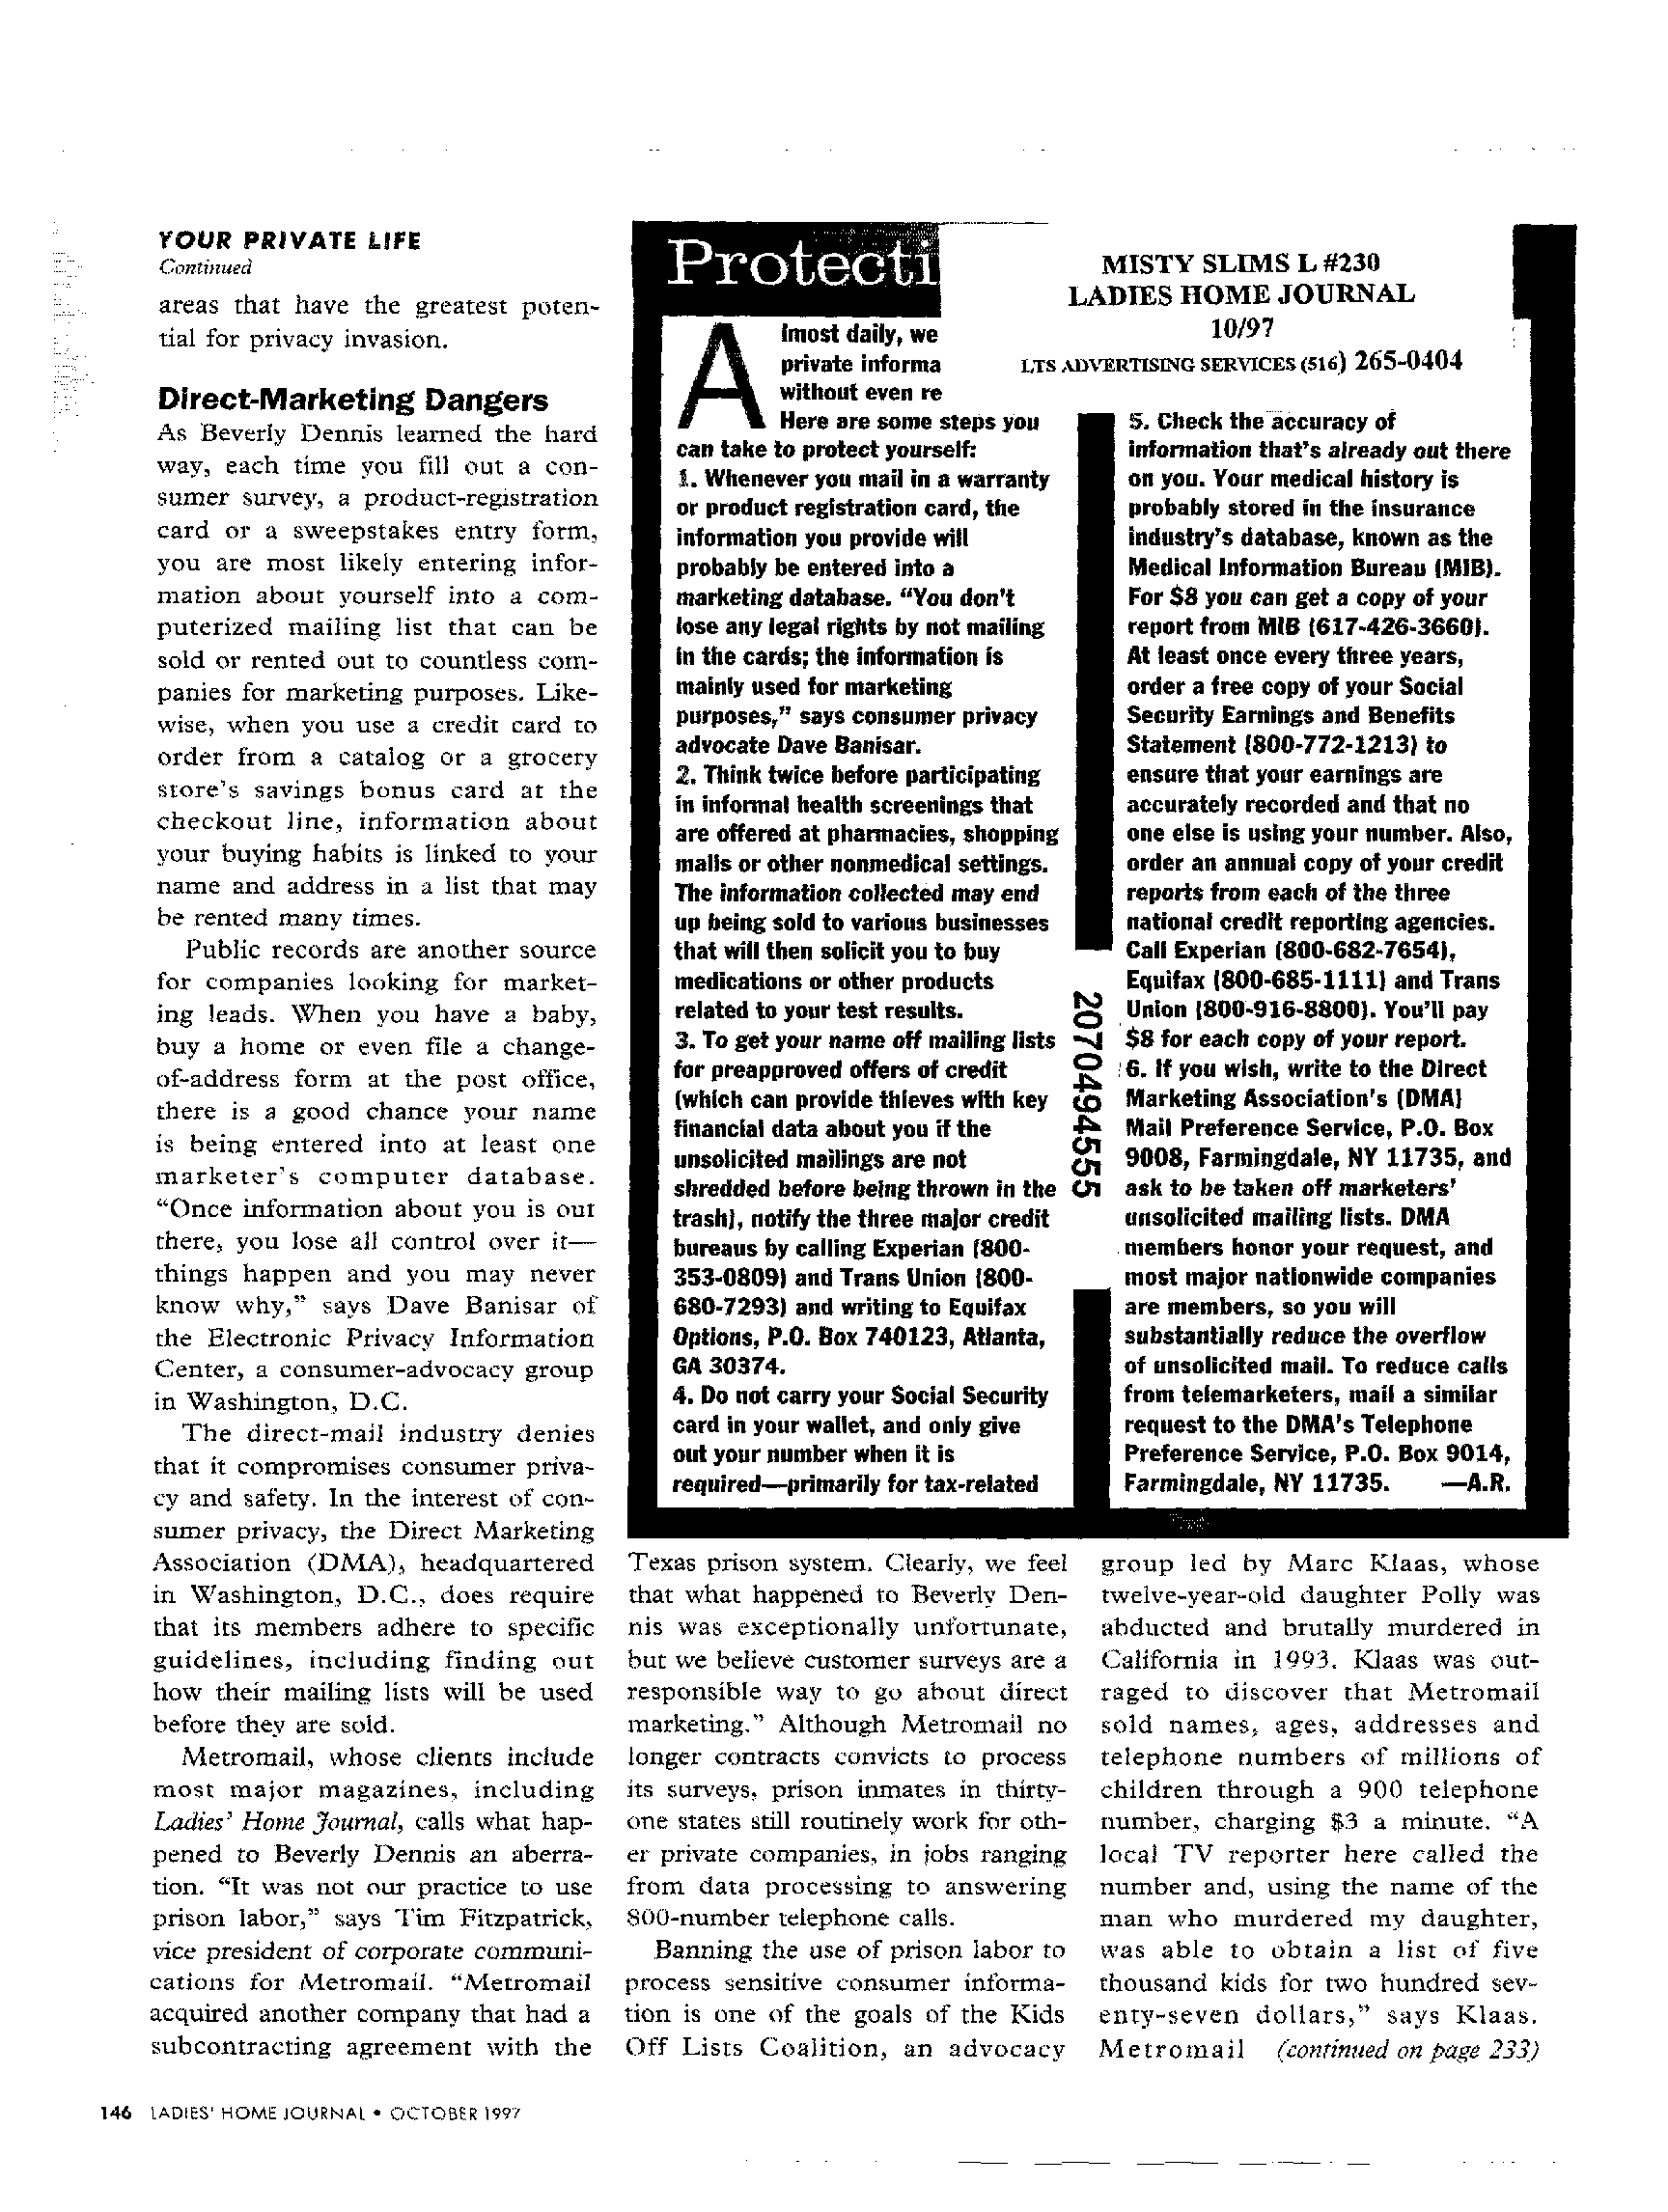 YOUR PRIVATE LIFE
Continued
areas that have the greatest poten-
tial for privacy invasion.
Direct-Marketing Dangers
As Beverly Dennis learned the hard
way, each time you fill out a con-
sumer survey, a product-registration
card or a sweepstakes entry form,
you are most likely entering infor-
mation about yourself into a com-
puterized mailing list that can be
sold or rented out to countless com-
panies for marketing purposes. Like-
wise, when you use a credit card to
order from a catalog or a grocery
store's savings bonus card at the
checkout line, information about
your buying habits is linked to your
name and address in a list that may
be rented many times.
Public records are another source
for companies looking for market-
ing leads. When you have a baby,
buy a home or even file a change-
of-address form at the post office,
there is a good chance your name
is being entered into at least one
marketer's computer database.
“Once information about you is out
there, you lose all control over it—
things happen and you may never
know why,” says Dave Banisar of
the Electronic Privacy Information
Center, a consumer-advocacy group
in Washington, D.C.
The direct-mail industry denies
that it compromises consumer priva-
cy and safety. In the interest of con-
sumer privacy, the Direct Marketing
Association (DMA), headquartered
in Washington, D.C., does require
that its members adhere to specific
guidelines, including finding out
how their mailing lists will be used
before they are sold.
Metromail, whose clients include
most major magazines, including
Ladies' Home Journal, calls what hap-
pened to Beverly Dennis an aberra-
tion. “It was not our practice to use
prison labor,” says Tim Fitzpatrick,
vice president of corporate communi-
cations for Metromail. “Metromail
acquired another company that had a
subcontracting agreement with the
Protecti
MISTY SLIMS L #230
LADIES HOME JOURNAL
10/97
LTS ADVERTISING SERVICES (516) 265-0404
Almost daily, we
private informa
without even re
Here are some steps you
can take to protect yourself:
1. Whenever you mail in a warranty
or product registration card, the
information you provide will
probably be entered into a
marketing database. “You don't
lose any legal rights by not mailing
in the cards; the information is
mainly used for marketing
purposes,” says consumer privacy
advocate Dave Banisar.
2. Think twice before participating
in informal health screenings that
are offered at pharmacies, shopping
malls or other nonmedical settings.
The information collected may end
up being sold to various businesses
that will then solicit you to buy
medications or other products
related to your test results.
3. To get your name off mailing lists
for preapproved offers of credit
(which can provide thieves with key
financial data about you if the
unsolicited mailings are not
shredded before being thrown in the
trash), notify the three major credit
bureaus by calling Experian (800-
353-0809) and Trans Union (800-
680-7293) and writing to Equifax
Options, P.O. Box 740123, Atlanta,
GA 30374.
4. Do not carry your Social Security
card in your wallet, and only give
out your number when it is
required—primarily for tax-related
2070494555
5. Check the accuracy of
information that's already out there
on you. Your medical history is
probably stored in the insurance
industry's database, known as the
Medical Information Bureau (MIB).
For $8 you can get a copy of your
report from MIB (617-426-3660).
At least once every three years,
order a free copy of your Social
Security Earnings and Benefits
Statement (800-772-1213) to
ensure that your earnings are
accurately recorded and that no
one else is using your number. Also,
order an annual copy of your credit
reports from each of the three
national credit reporting agencies.
Call Experian (800-682-7654),
Equifax (800-685-1111) and Trans
Union (800-916-8800). You'll pay
$8 for each copy of your report.
6. If you wish, write to the Direct
Marketing Association's (DMA)
Mail Preference Service, P.O. Box
9008, Farmingdale, NY 11735, and
ask to be taken off marketers'
unsolicited mailing lists. DMA
members honor your request, and
most major nationwide companies
are members, so you will
substantially reduce the overflow
of unsolicited mail. To reduce calls
from telemarketers, mail a similar
request to the DMA's Telephone
Preference Service, P.O. Box 9014,
Farmingdale, NY 11735. —A.R.
Texas prison system. Clearly, we feel
that what happened to Beverly Den-
nis was exceptionally unfortunate,
but we believe customer surveys are a
responsible way to go about direct
marketing.” Although Metromail no
longer contracts convicts to process
its surveys, prison inmates in thirty-
one states still routinely work for oth-
er private companies, in jobs ranging
from data processing to answering
800-number telephone calls.
Banning the use of prison labor to
process sensitive consumer informa-
tion is one of the goals of the Kids
Off Lists Coalition, an advocacy
group led by Marc Klaas, whose
twelve-year-old daughter Polly was
abducted and brutally murdered in
California in 1993. Klaas was out-
raged to discover that Metromail
sold names, ages, addresses and
telephone numbers of millions of
children through a 900 telephone
number, charging $3 a minute. “A
local TV reporter here called the
number and, using the name of the
man who murdered my daughter,
was able to obtain a list of five
thousand kids for two hundred sev-
enty-seven dollars,” says Klaas.
Metromail (continued on page 233)
146 LADIES' HOME JOURNAL • OCTOBER 1997